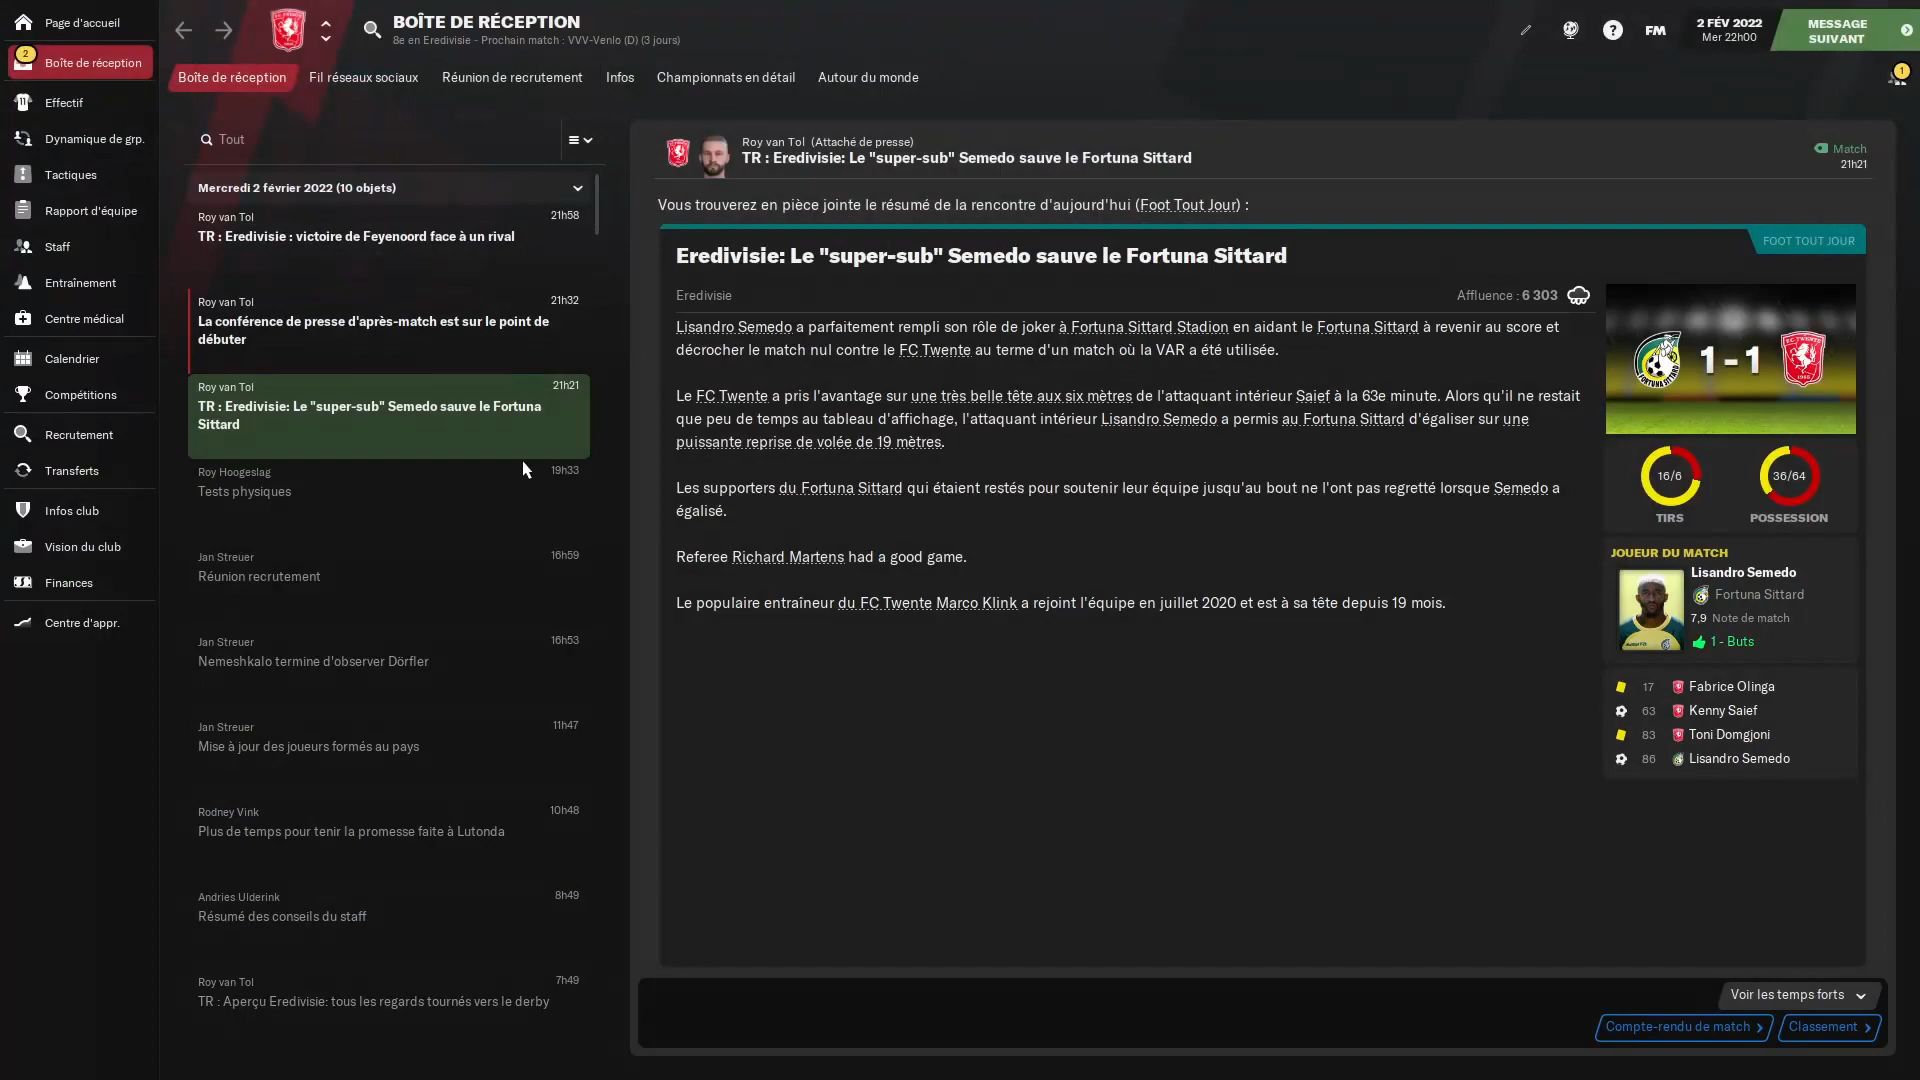 Page d'accueil
2
Boîte de réception
Effectif
Dynamique de grp.
Tactiques
Rapport d'équipe
Staff
Entraînement
Centre médical
Calendrier
Compétitions
Recrutement
Transferts
Infos club
Vision du club
Finances
Centre d'appr.
BOÎTE DE RÉCEPTION
8e en Eredivisie - Prochain match : VVV-Venlo (D) (3 jours)
FM
2 FÉV 2022
Mer 22h00
MESSAGE
SUIVANT
Boîte de réception Fil réseaux sociaux Réunion de recrutement Infos Championnats en détail Autour du monde
1
Tout
Mercredi 2 février 2022 (10 objets)
Roy van Tol 21h58
TR : Eredivisie : victoire de Feyenoord face à un rival
Roy van Tol 21h32
La conférence de presse d'après-match est sur le point de
débuter
Roy van Tol 21h21
TR : Eredivisie: Le "super-sub" Semedo sauve le Fortuna
Sittard
Roy Hoogeslag 19h33
Tests physiques
Jan Streuer 16h59
Réunion recrutement
Jan Streuer 16h53
Nemeshkalo termine d'observer Dörfler
Jan Streuer 11h47
Mise à jour des joueurs formés au pays
Rodney Vink 10h48
Plus de temps pour tenir la promesse faite à Lutonda
Andries Ulderink 8h49
Résumé des conseils du staff
Roy van Tol 7h49
TR : Aperçu Eredivisie: tous les regards tournés vers le derby
Roy van Tol (Attaché de presse)
TR : Eredivisie: Le "super-sub" Semedo sauve le Fortuna Sittard
Match
21h21
Vous trouverez en pièce jointe le résumé de la rencontre d'aujourd'hui (Foot Tout Jour) :
FOOT TOUT JOUR
Eredivisie: Le "super-sub" Semedo sauve le Fortuna Sittard
Eredivisie Affluence : 6 303
Lisandro Semedo a parfaitement rempli son rôle de joker à Fortuna Sittard Stadion en aidant le Fortuna Sittard à revenir au score et
décrocher le match nul contre le FC Twente au terme d'un match où la VAR a été utilisée.
Le FC Twente a pris l'avantage sur une très belle tête aux six mètres de l'attaquant intérieur Saief à la 63e minute. Alors qu'il ne restait
que peu de temps au tableau d'affichage, l'attaquant intérieur Lisandro Semedo a permis au Fortuna Sittard d'égaliser sur une
puissante reprise de volée de 19 mètres.
Les supporters du Fortuna Sittard qui étaient restés pour soutenir leur équipe jusqu'au bout ne l'ont pas regretté lorsque Semedo a
égalisé.
Referee Richard Martens had a good game.
Le populaire entraîneur du FC Twente Marco Klink a rejoint l'équipe en juillet 2020 et est à sa tête depuis 19 mois.
1 - 1
16/6 36/64
TIRS POSSESSION
JOUEUR DU MATCH
Lisandro Semedo
Fortuna Sittard
7,9 Note de match
1 - Buts
17 Fabrice Olinga
63 Kenny Saief
83 Toni Domgjoni
86 Lisandro Semedo
Voir les temps forts
Compte-rendu de match Classement